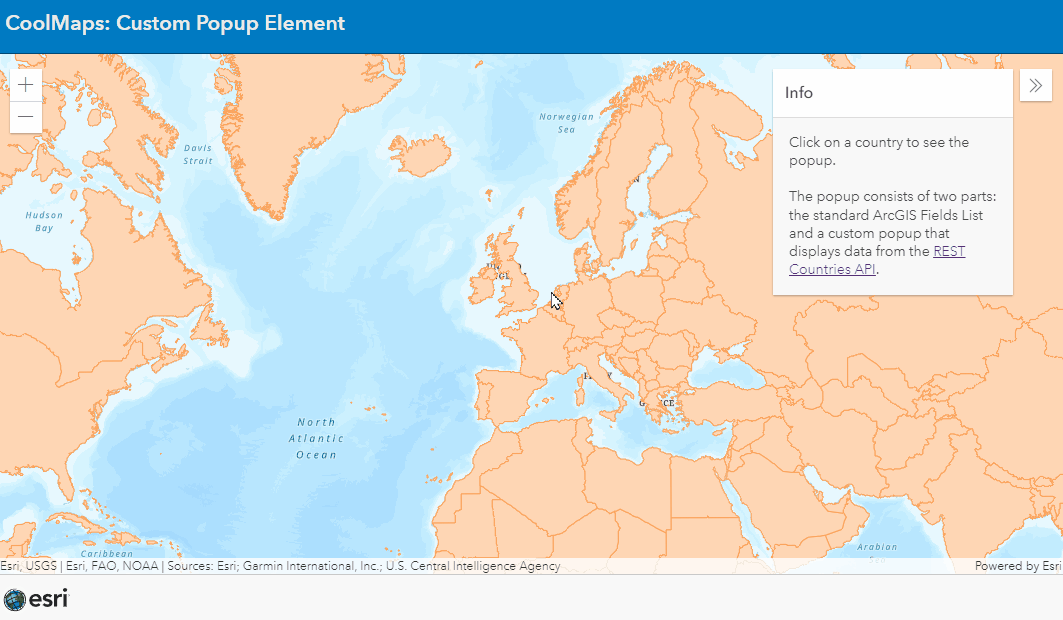 CoolMaps: Custom Popup Element
Norwegian
Sea
Info
Davis
Strait
Click on a country to see the
popup.
The popup consists of two parts:
the standard ArcGIS Fields List
and a custom popup that
displays data from the REST
Countries API.
Hudson
Bay
North
Atlantic
Ocean
Caribbean
Arabian
Esri, USGS | Esri, FAO, NOAA | Sources: Esri; Garmin International, Inc.; U.S. Central Intelligence Agency
Powered by Esri
esri